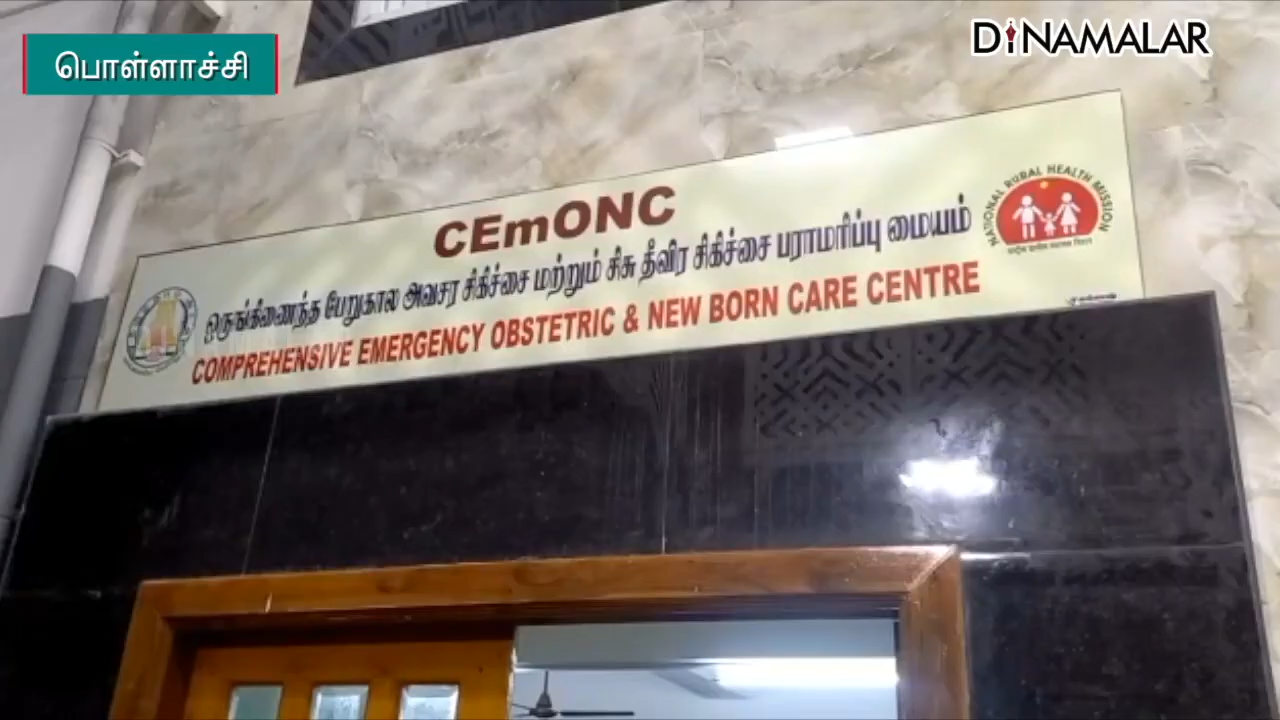 பொள்ளாச்சி
DINAMALAR
CEmONC
ஒருங்கிணைந்த பேறுகால அவசர சிகிச்சை மற்றும் சிசு தீவிர சிகிச்சை பராமரிப்பு மையம்
COMPREHENSIVE EMERGENCY OBSTETRIC & NEW BORN CARE CENTRE
NATIONAL RURAL HEALTH MISSION